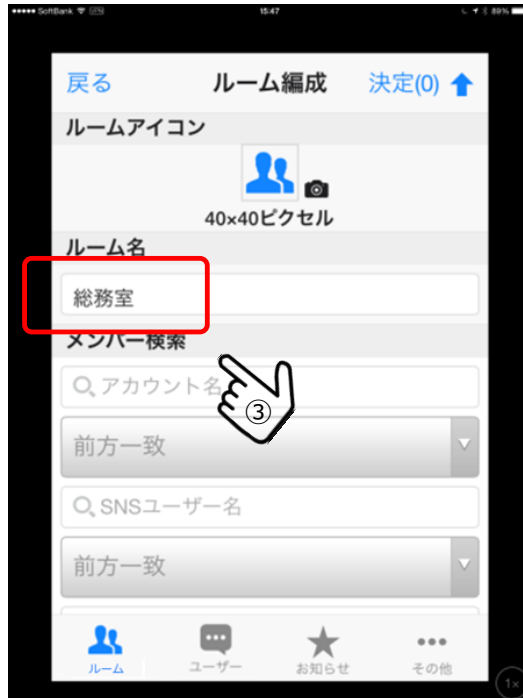 SoftBank
15:47
89%
戻る ルーム編成 決定(0)
ルームアイコン
40×40ピクセル
ルーム名
総務室
メンバー検索
アカウント名
③
前方一致
SNSユーザー名
前方一致
ルーム ユーザー お知らせ その他
1×